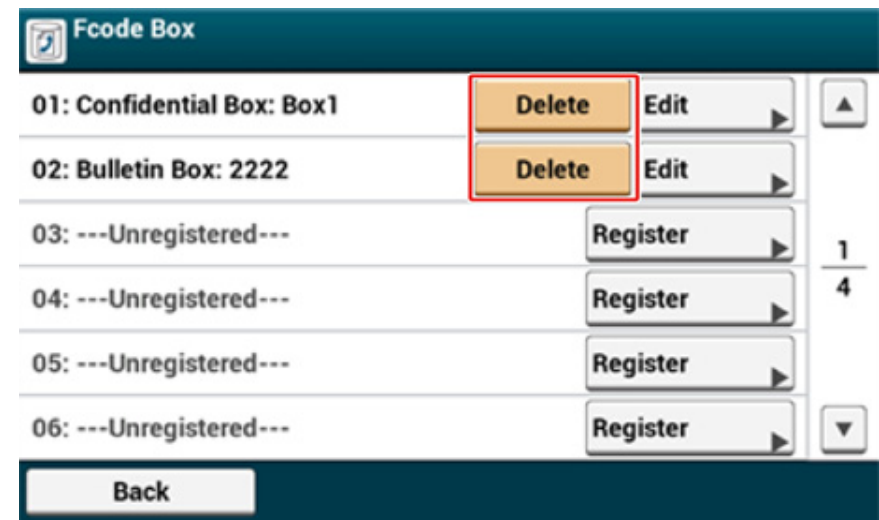 Fcode Box
01: Confidential Box: Box1 Delete Edit
02: Bulletin Box: 2222 Delete Edit
03: ---Unregistered--- Register
1
04: ---Unregistered--- Register
4
05: ---Unregistered--- Register
06: ---Unregistered--- Register
Back